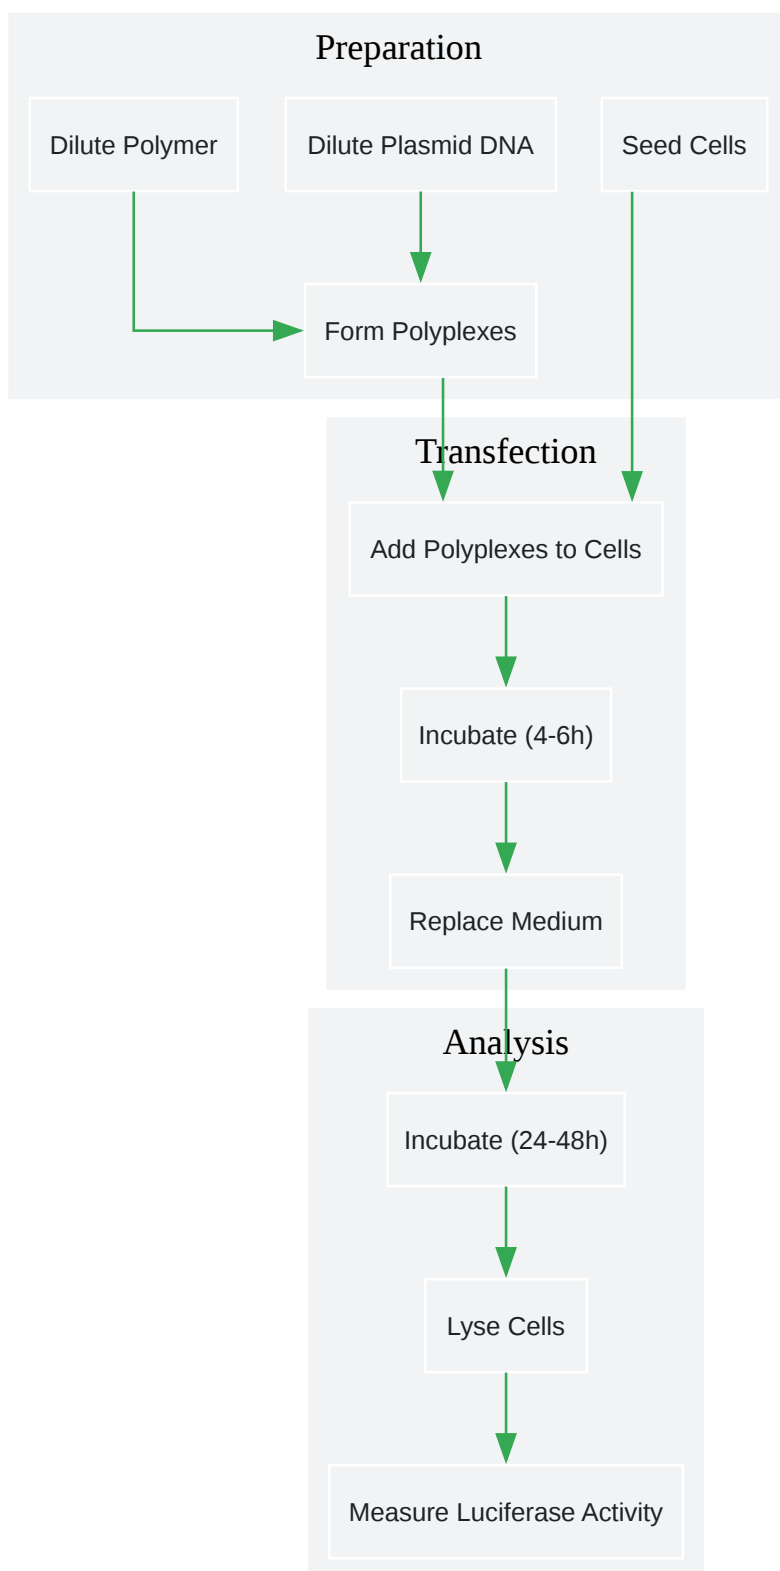 Preparation
Dilute Polymer
Dilute Plasmid DNA
Seed Cells
Form Polyplexes
Transfection
Add Polyplexes to Cells
Incubate (4-6h)
Replace Medium
Analysis
Incubate (24-48h)
Lyse Cells
Measure Luciferase Activity